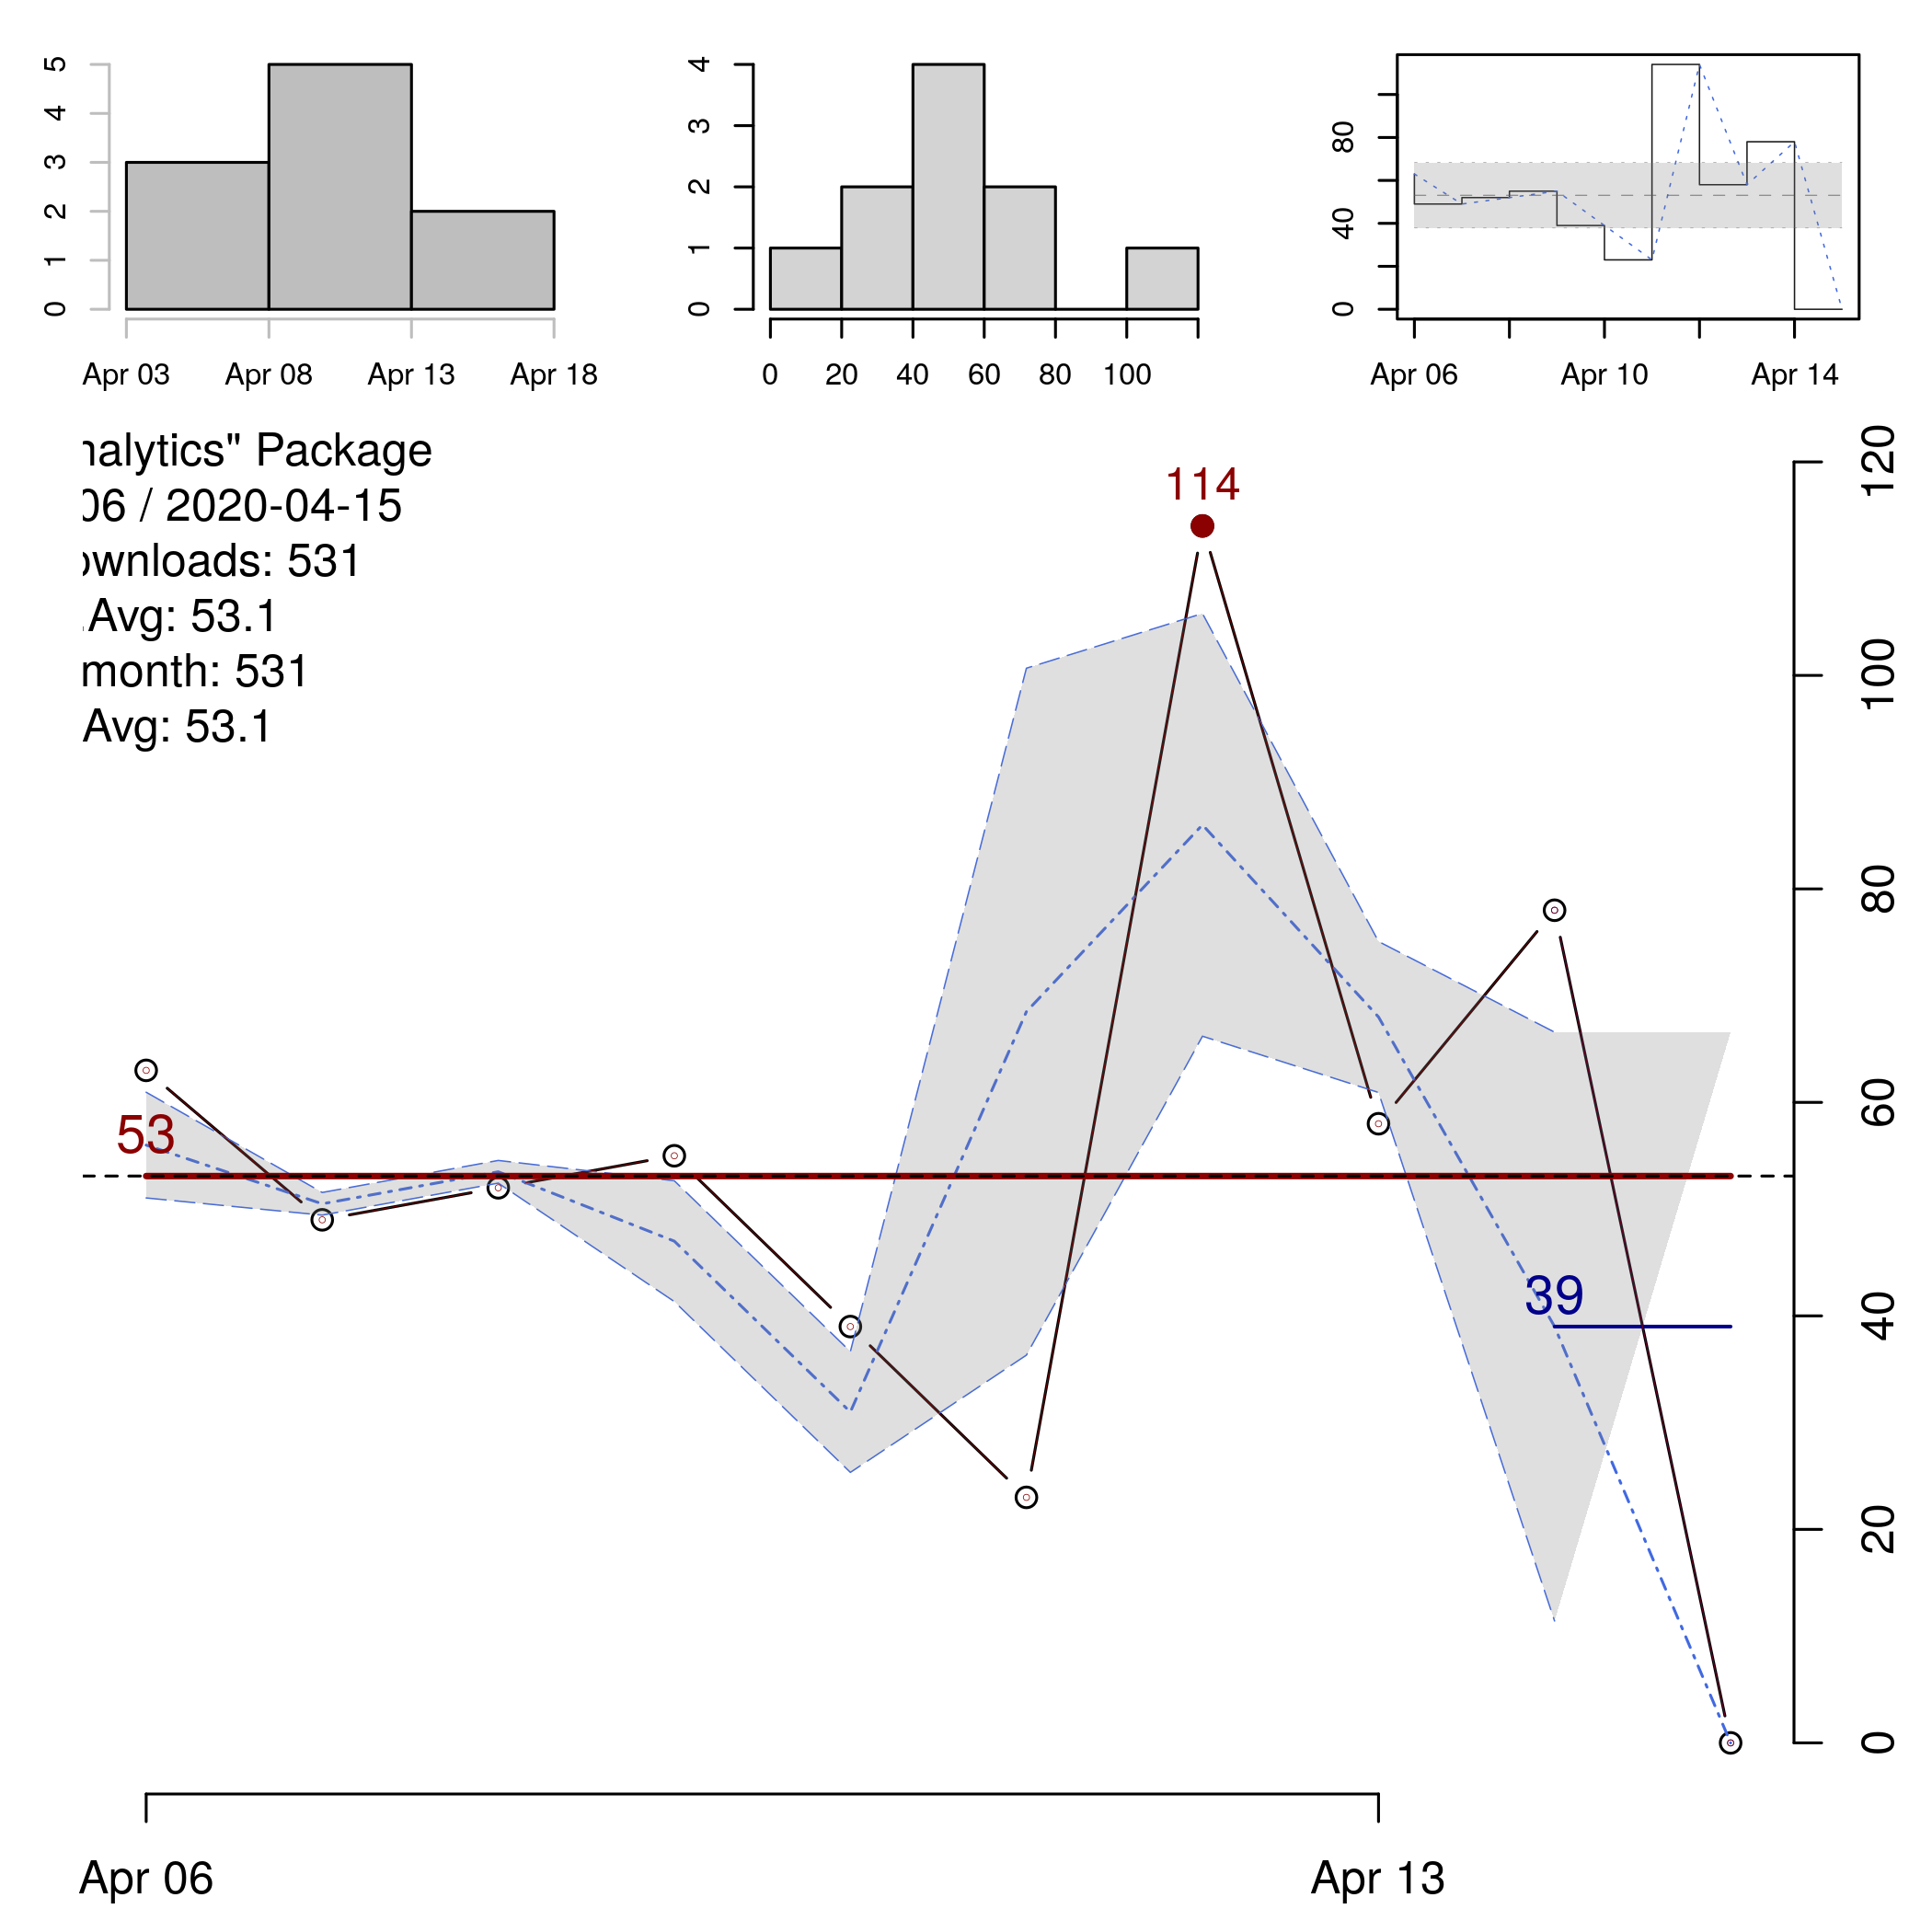 5
4
3
2
1
0
Apr 03 Apr 08 Apr 13 Apr 18
4
3
2
1
0
0 20 40 60 80 100
80
40
0
Apr 06 Apr 10 Apr 14
nalytics" Package
06 / 2020-04-15
ownloads: 531
Avg: 53.1
month: 531
Avg: 53.1
114
53
39
120
100
80
60
40
20
0
Apr 06 Apr 13